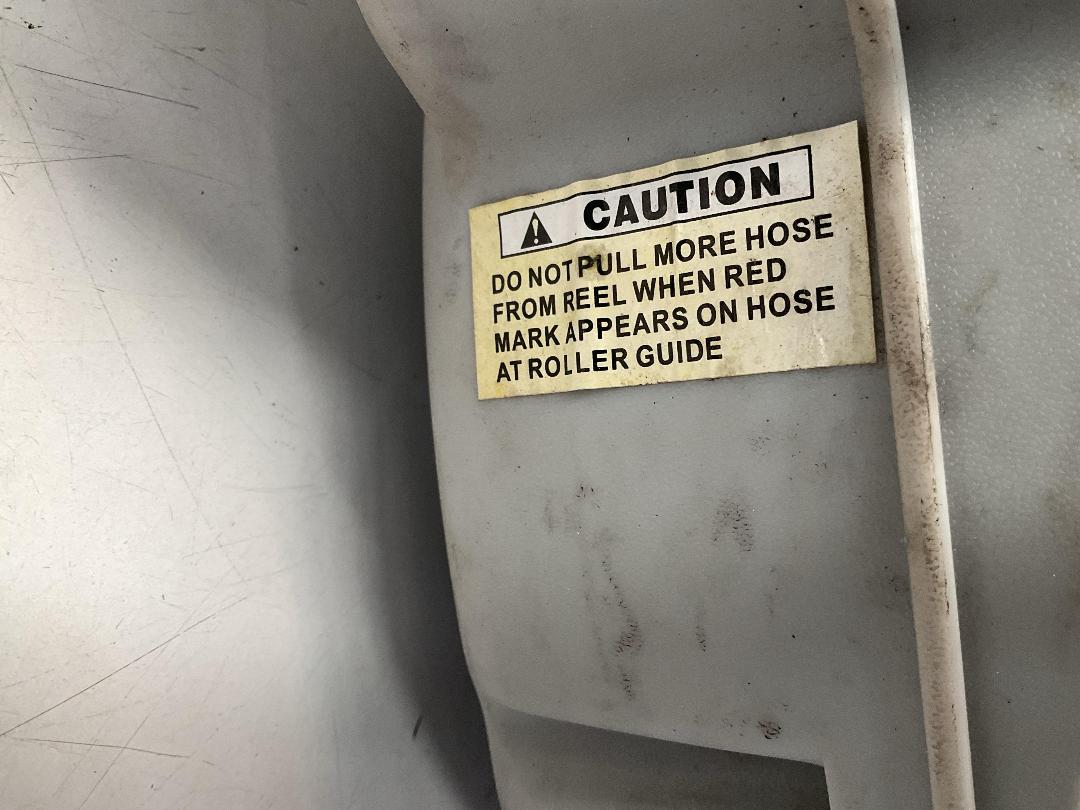 CAUTION
DO NOT PULL MORE HOSE
FROM REEL WHEN RED
MARK APPEARS ON HOSE
AT ROLLER GUIDE